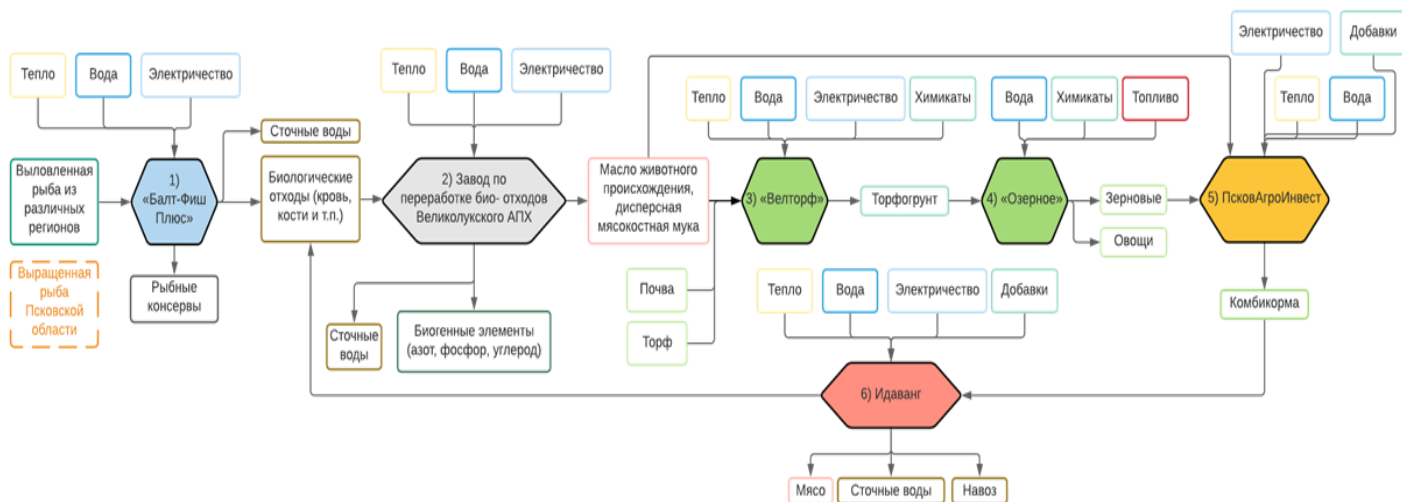 Тепло
Вода
Электричество
Тепло
Вода
Электричество
Электричество
Добавки
Тепло
Вода
Электричество
Химикаты
Вода
Химикаты
Топливо
Тепло
Вода
Сточные воды
Выловленная
рыба из
различных
регионов
1)
«Балт-Фиш
Плюс»
Биологические
отходы (кровь,
кости и т.п.)
2) Завод по
переработке био- отходов
Великолукского АПХ
Масло животного
происхождения,
дисперсная
мясокостная мука
3) «Велторф»
Торфогрунт
4) «Озерное»
Зерновые
Овощи
5) ПсковАгроИнвест
Выращенная
рыба
Псковской
области
Рыбные
консервы
Сточные
воды
Биогенные элементы
(азот, фосфор, углерод)
Почва
Торф
Тепло
Вода
Электричество
Добавки
Комбикорма
6) Идаванг
Мясо
Сточные воды
Навоз